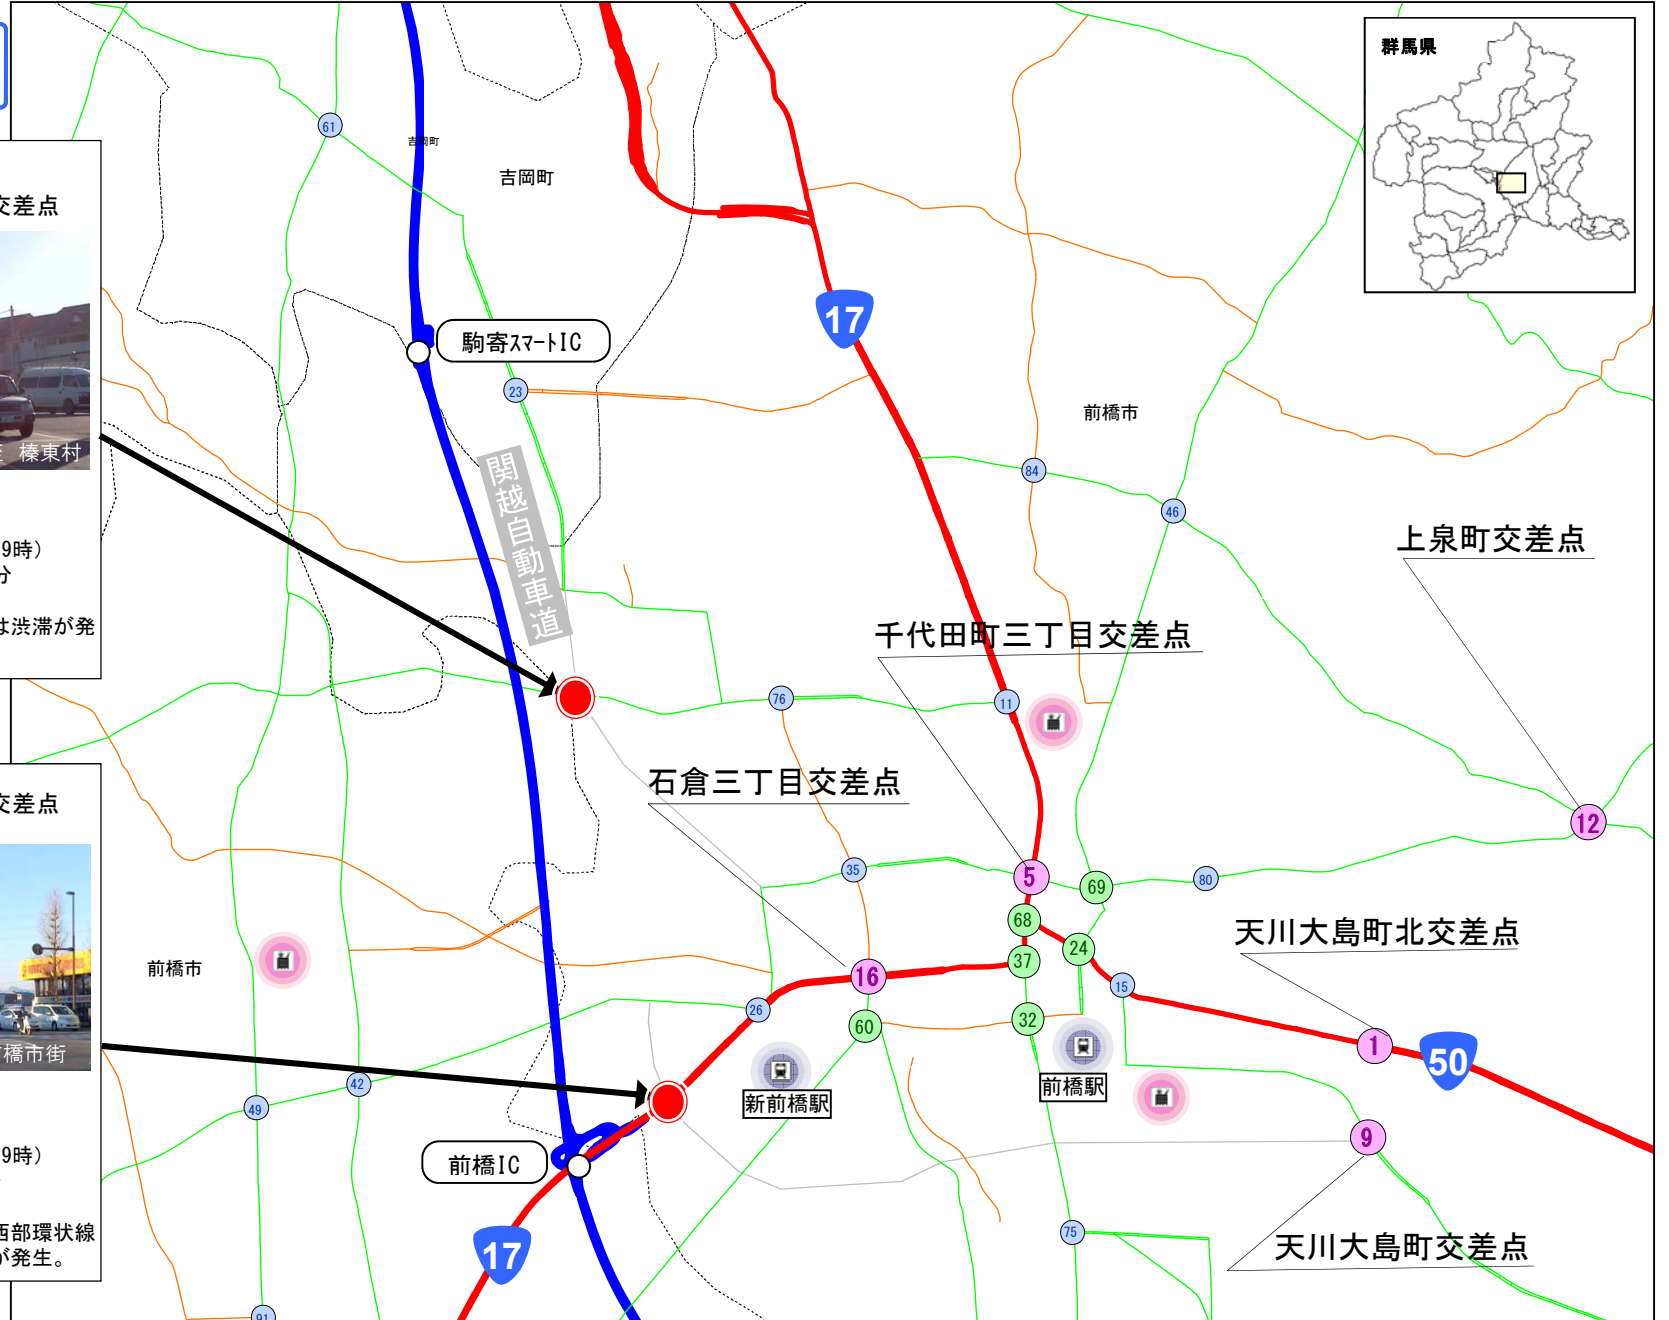 群馬県
61
吉岡町
吉岡町
交差点
17
駒寄スマートIC
23
前橋市
榛東村
関越自動車道
84
46
上泉町交差点
9時）
分
は渋滞が発
千代田町三丁目交差点
76
11
石倉三丁目交差点
交差点
12
35
5
69
80
68
天川大島町北交差点
24
37
前橋市
16
15
26
32
60
橋市街
1
50
42
新前橋駅
前橋駅
49
9
9時）
前橋IC
西部環状線
が発生。
17
75
天川大島町交差点
91